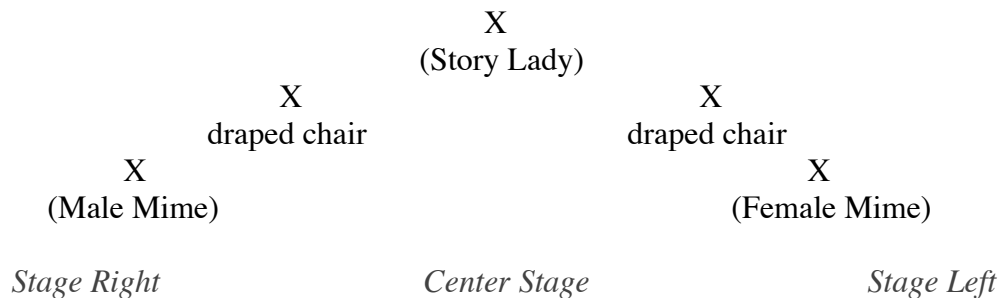 X
(Story Lady)
X X
draped chair draped chair
X X
(Male Mime) (Female Mime)
Stage Right Center Stage Stage Left